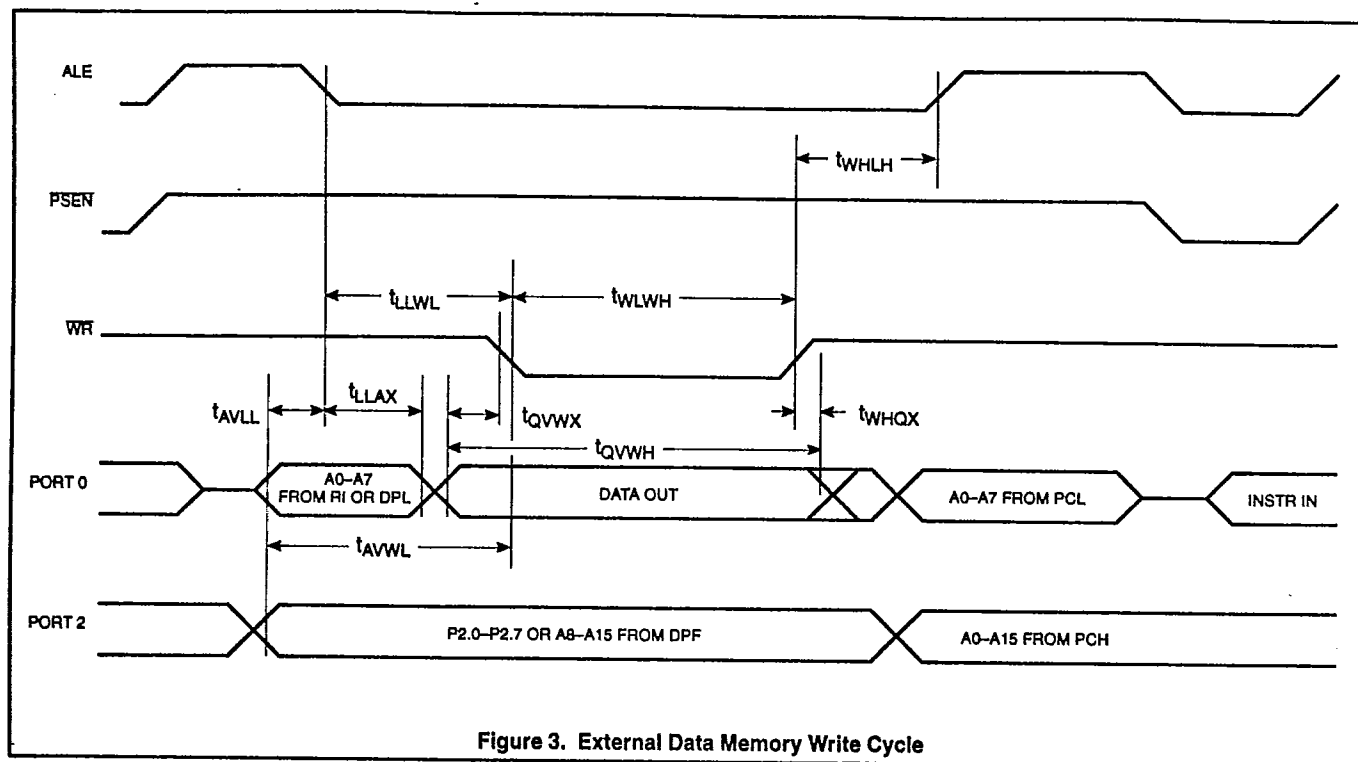 ALE
tWHLH
PSEN
tLLWL
tWLWH
WR
tAVLL
tLLAX
tQVWX
tWHQX
tQVWH
PORT 0
A0–A7
FROM RI OR DPL
DATA OUT
A0–A7 FROM PCL
INSTR IN
tAVWL
PORT 2
P2.0–P2.7 OR A8–A15 FROM DPF
A0–A15 FROM PCH
Figure 3. External Data Memory Write Cycle